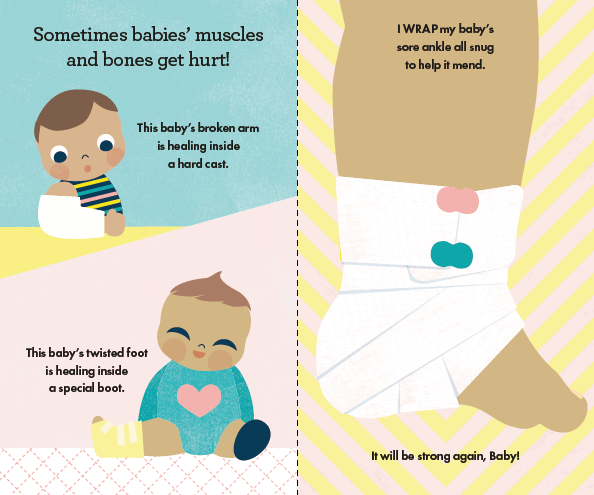 Sometimes babies’ muscles
and bones get hurt!
This baby’s broken arm
is healing inside
a hard cast.
This baby’s twisted foot
is healing inside
a special boot.
I WRAP my baby’s
sore ankle all snug
to help it mend.
It will be strong again, Baby!